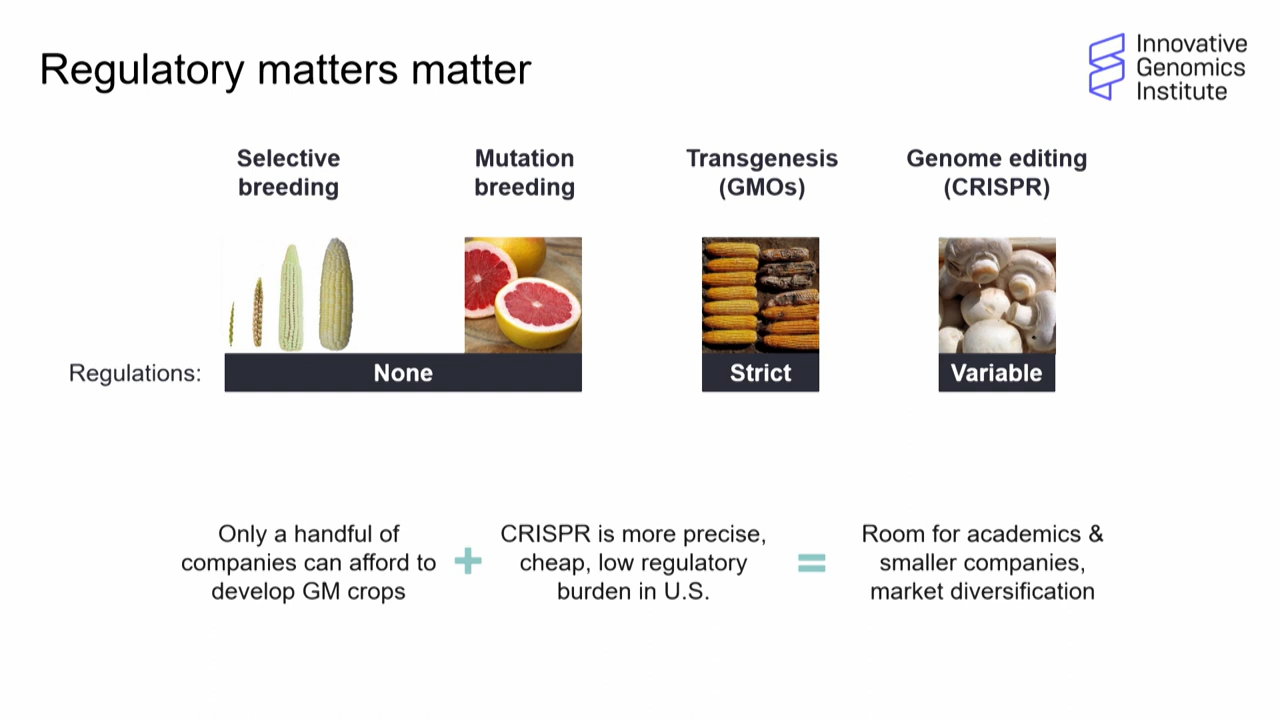 Regulatory matters matter
Innovative
Genomics
Institute
Selective
breeding
Mutation
breeding
Transgenesis
(GMOs)
Genome editing
(CRISPR)
Regulations:
None
Strict
Variable
Only a handful of
companies can afford to
develop GM crops
+
CRISPR is more precise,
cheap, low regulatory
burden in U.S.
=
Room for academics &
smaller companies,
market diversification